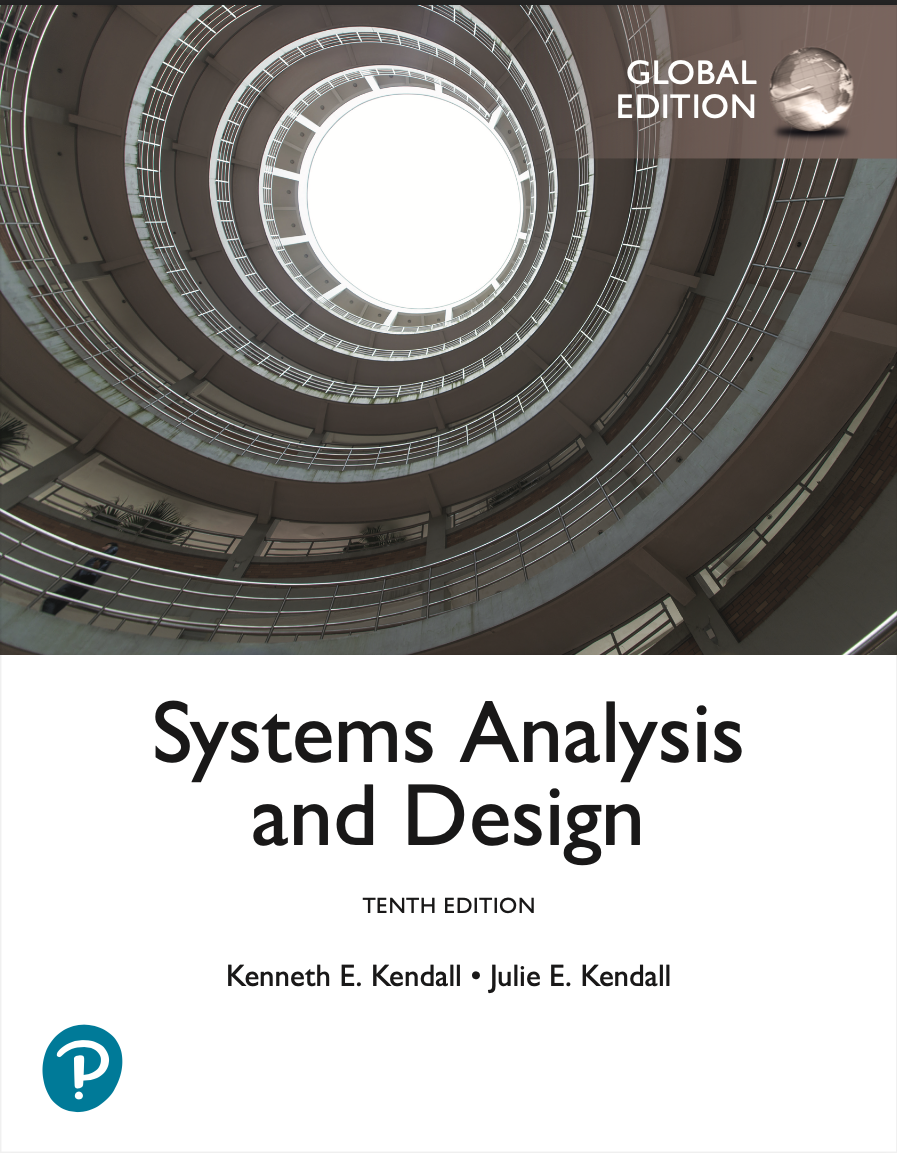 GLOBAL
EDITION
Systems Analysis
and Design
TENTH EDITION
Kenneth E. Kendall • Julie E. Kendall
P